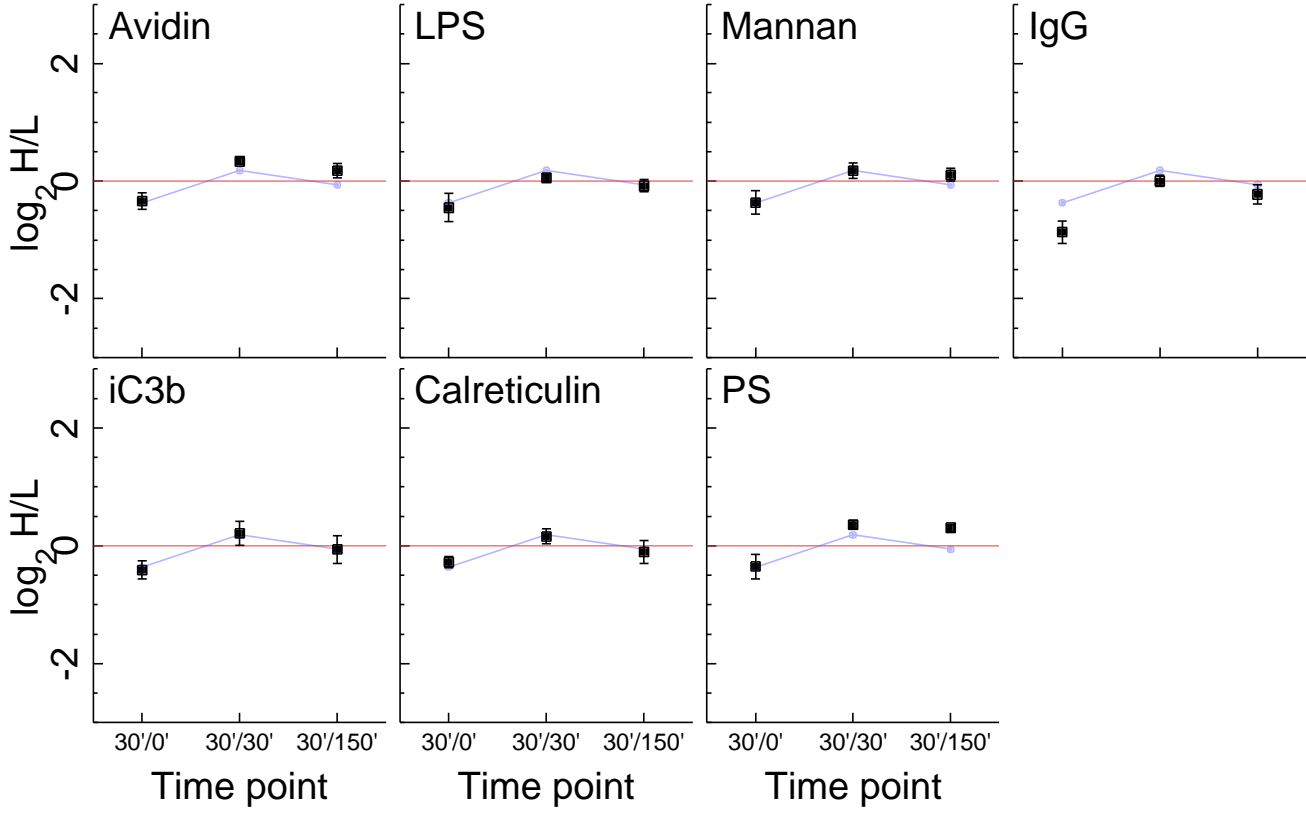 Avidin
LPS
Mannan
IgG
2
0
-2
log2 H/L
iC3b
Calreticulin
PS
2
0
-2
log2 H/L
30'/0' 30'/30' 30'/150'
30'/0' 30'/30' 30'/150'
30'/0' 30'/30' 30'/150'
Time point
Time point
Time point